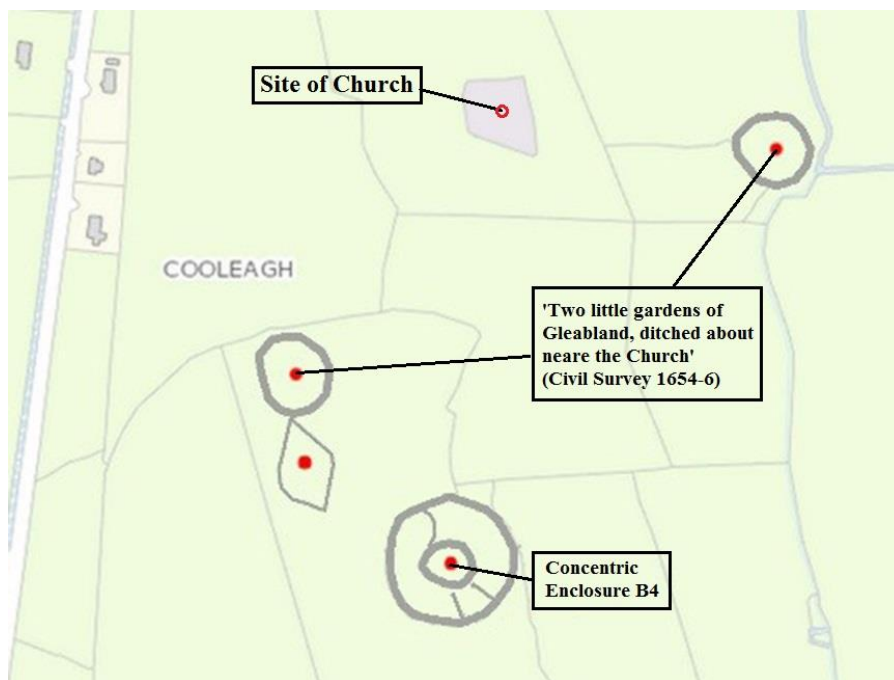 Site of Church
COOLEAGH
'Two little gardens of
Gleabland, ditched about
neare the Church'
(Civil Survey 1654-6)
Concentric
Enclosure B4